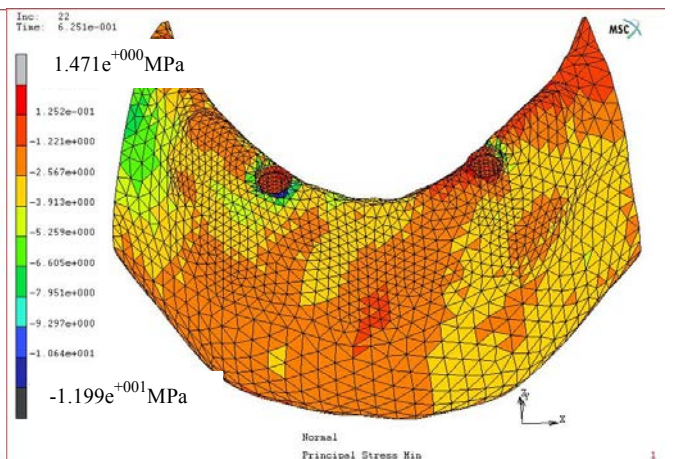 Inc: 22
Time: 6.251e-001
MSC
1.471e+000MPa
1.252e-001
-1.221e+000
-2.567e+000
-3.913e+000
-5.259e+000
-6.605e+000
-7.951e+000
-9.297e+000
-1.064e+001
-1.199e+001MPa
X
Normal
Principal Stress Min
1